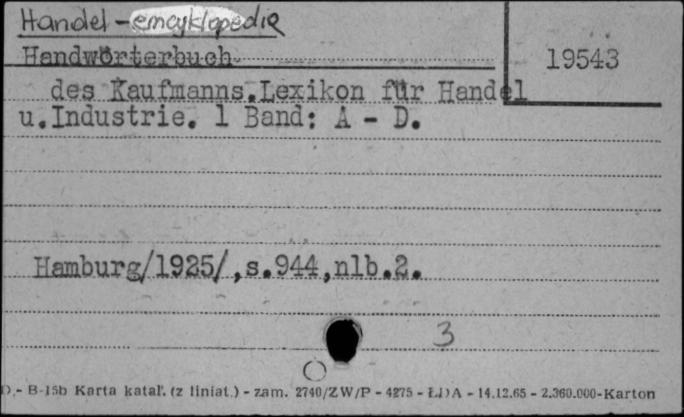 Handel - encyklopedie
Handwörterbuch
19543
des Kaufmanns.Lexikon für Handel
u.Industrie. 1 Band: A - D.
Hamburg/1925/,s.944,nlb.2.
3
D.- B-15b Karta katal. (z liniat.) - zam. 2740/ZW/P - 4275 - ŁDA - 14.12.65 - 2.360.000-Karton